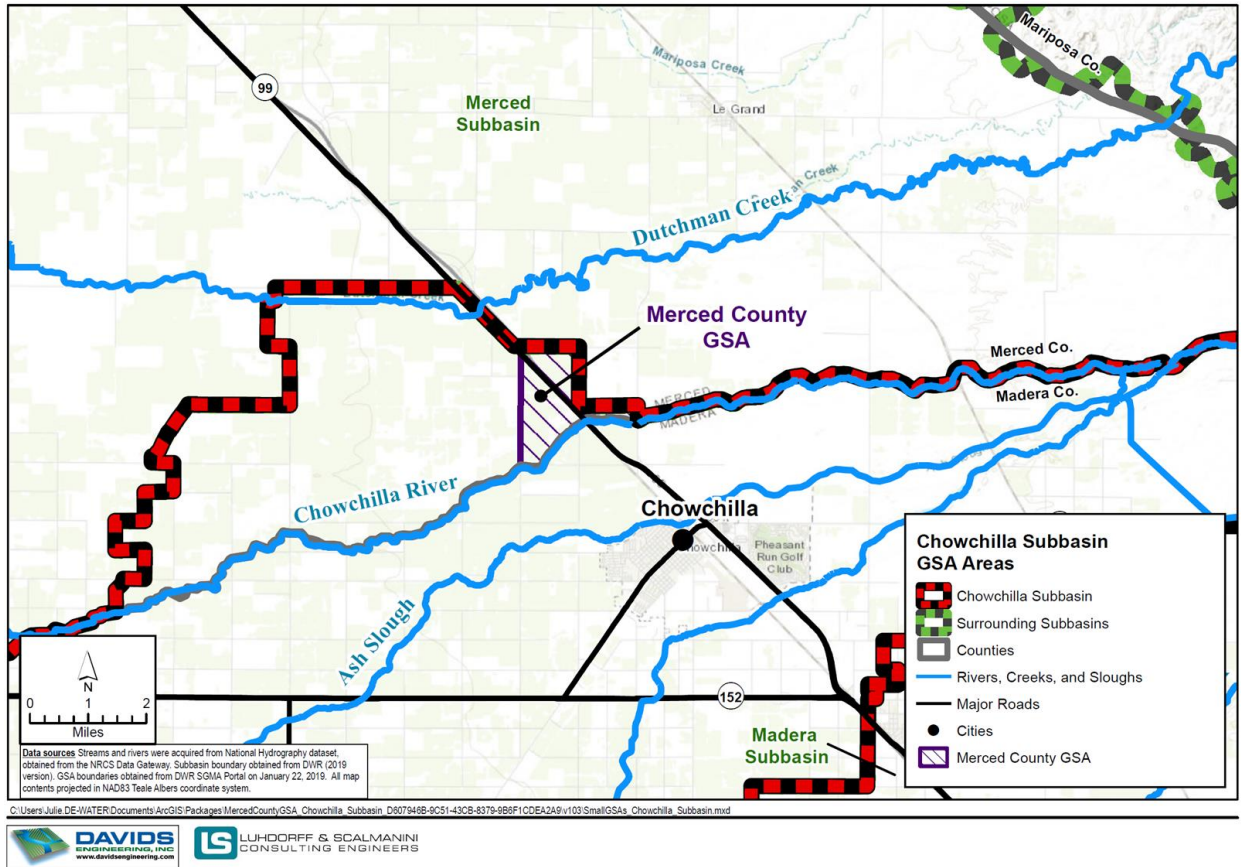 Mariposa Co.
Mariposa Creek
99
Merced
Subbasin
Le Grand
Dutchman Creek
Merced County
GSA
Merced Co.
MERCED
MADERA
Madera Co.
Chowchilla River
Chowchilla
Pheasant
Run Golf
Club
Ash Slough
152
Madera
Subbasin
Chowchilla Subbasin
GSA Areas
Chowchilla Subbasin
Surrounding Subbasins
Counties
Rivers, Creeks, and Sloughs
Major Roads
Cities
Merced County GSA
N
0 1 2
Miles
Data sources Streams and rivers were acquired from National Hydrography dataset,
obtained from the NRCS Data Gateway. Subbasin boundary obtained from DWR (2019
version). GSA boundaries obtained from DWR SGMA Portal on January 22, 2019. All map
contents projected in NAD83 Teale Albers coordinate system.
C:\Users\Julie.DE-WATER\Documents\ArcGIS\Packages\MercedCountyGSA_Chowchilla_Subbasin_D607946B-9C51-43CB-8379-9B6F1CDEA2A9\v103\SmallGSAs_Chowchilla_Subbasin.mxd
DAVIDS
ENGINEERING, INC
www.davidsengineering.com
LS
LUHDORFF & SCALMANINI
CONSULTING ENGINEERS